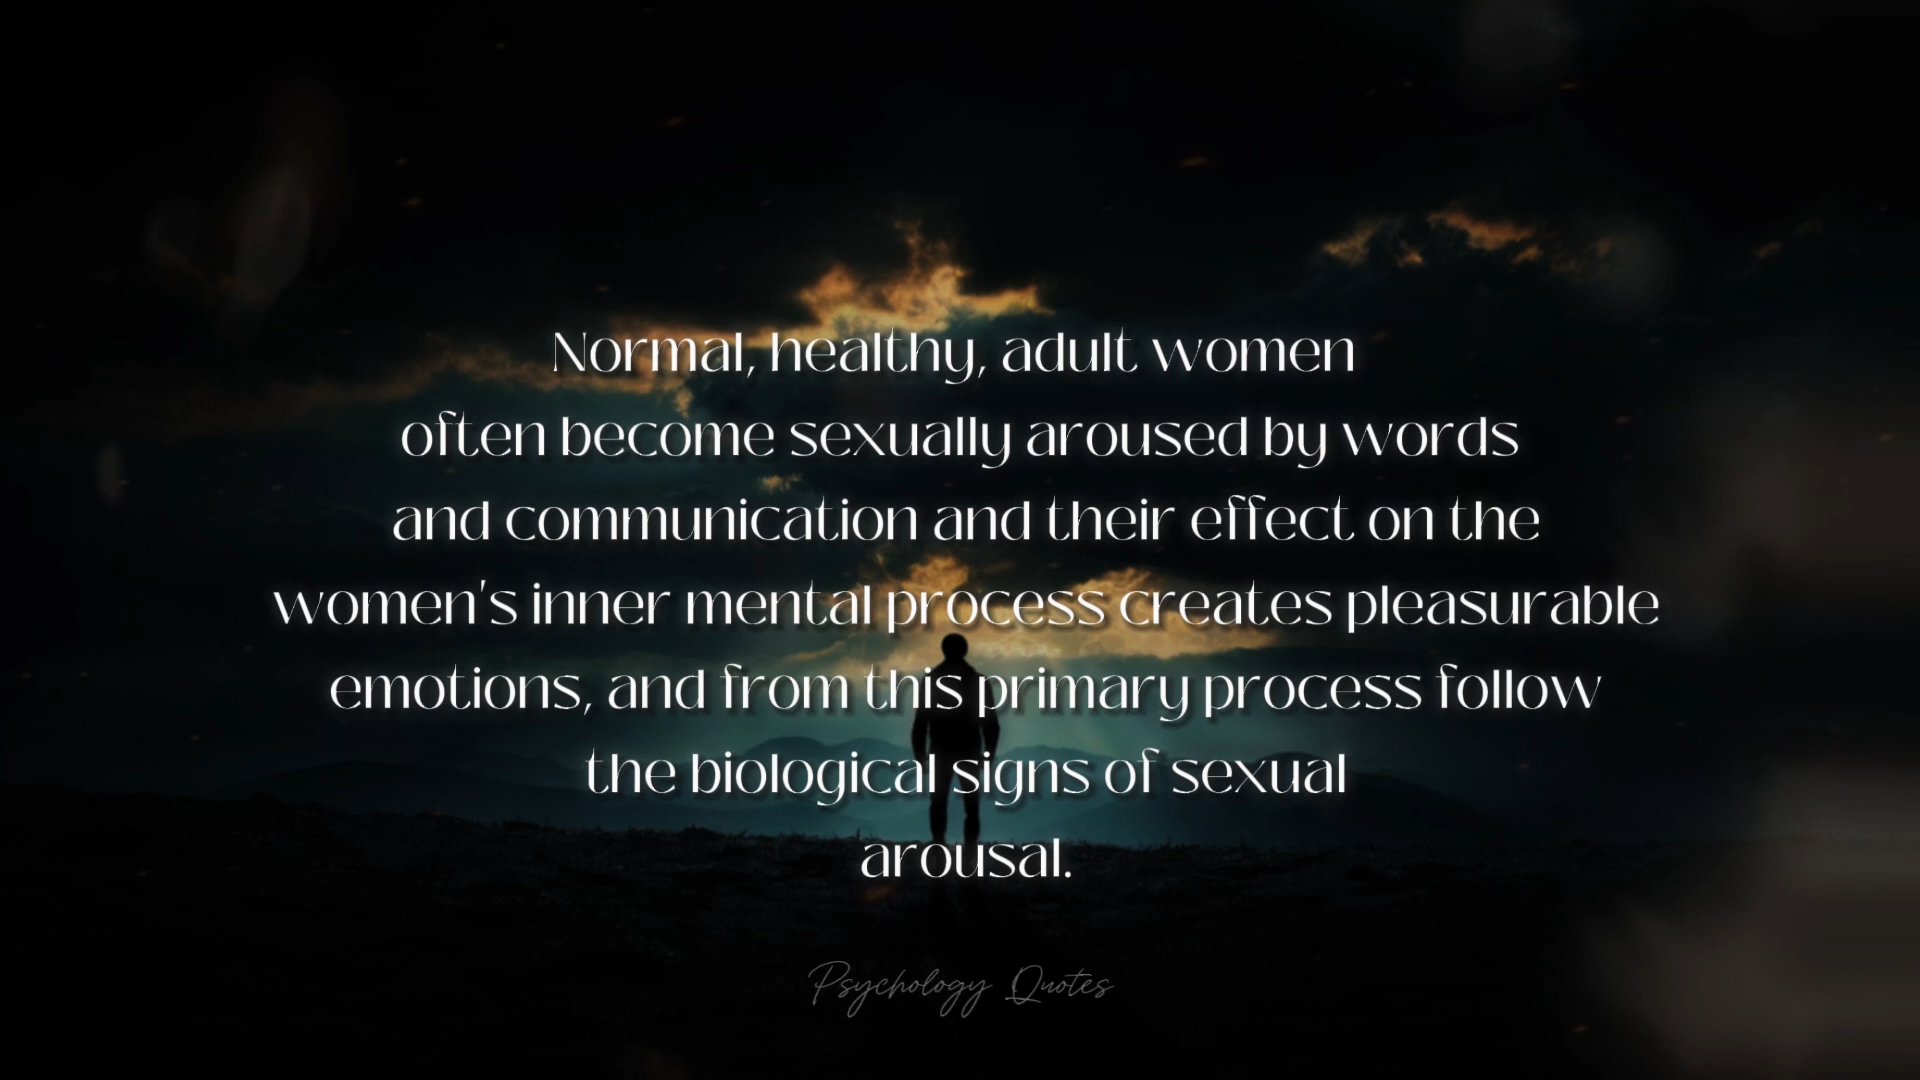 Normal, healthy, adult women
often become sexually aroused by words
and communication and their effect on the
women's inner mental process creates pleasurable
emotions, and from this primary process follow
the biological signs of sexual
arousal.
Psychology Quotes